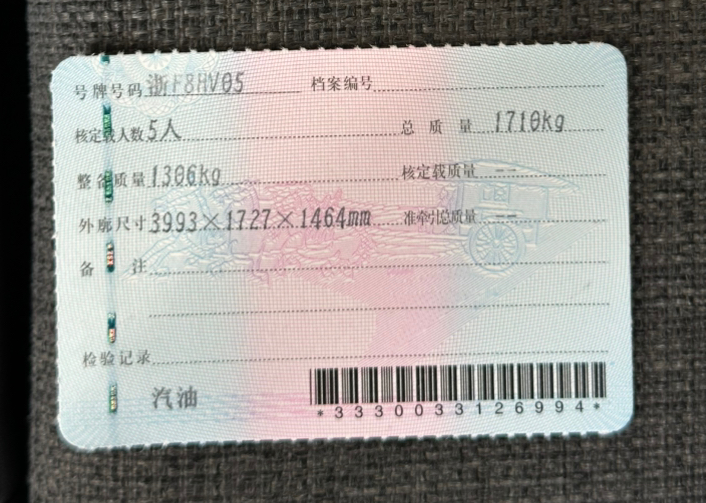 号牌号码 浙F8HV05 档案编号
核定载人数 5人 总质量 1710kg
整备质量 1306kg 核定载质量 --
外廓尺寸 3993×1727×1464mm 准牵引总质量 --
备注
检验记录
汽油
*3330033126994*